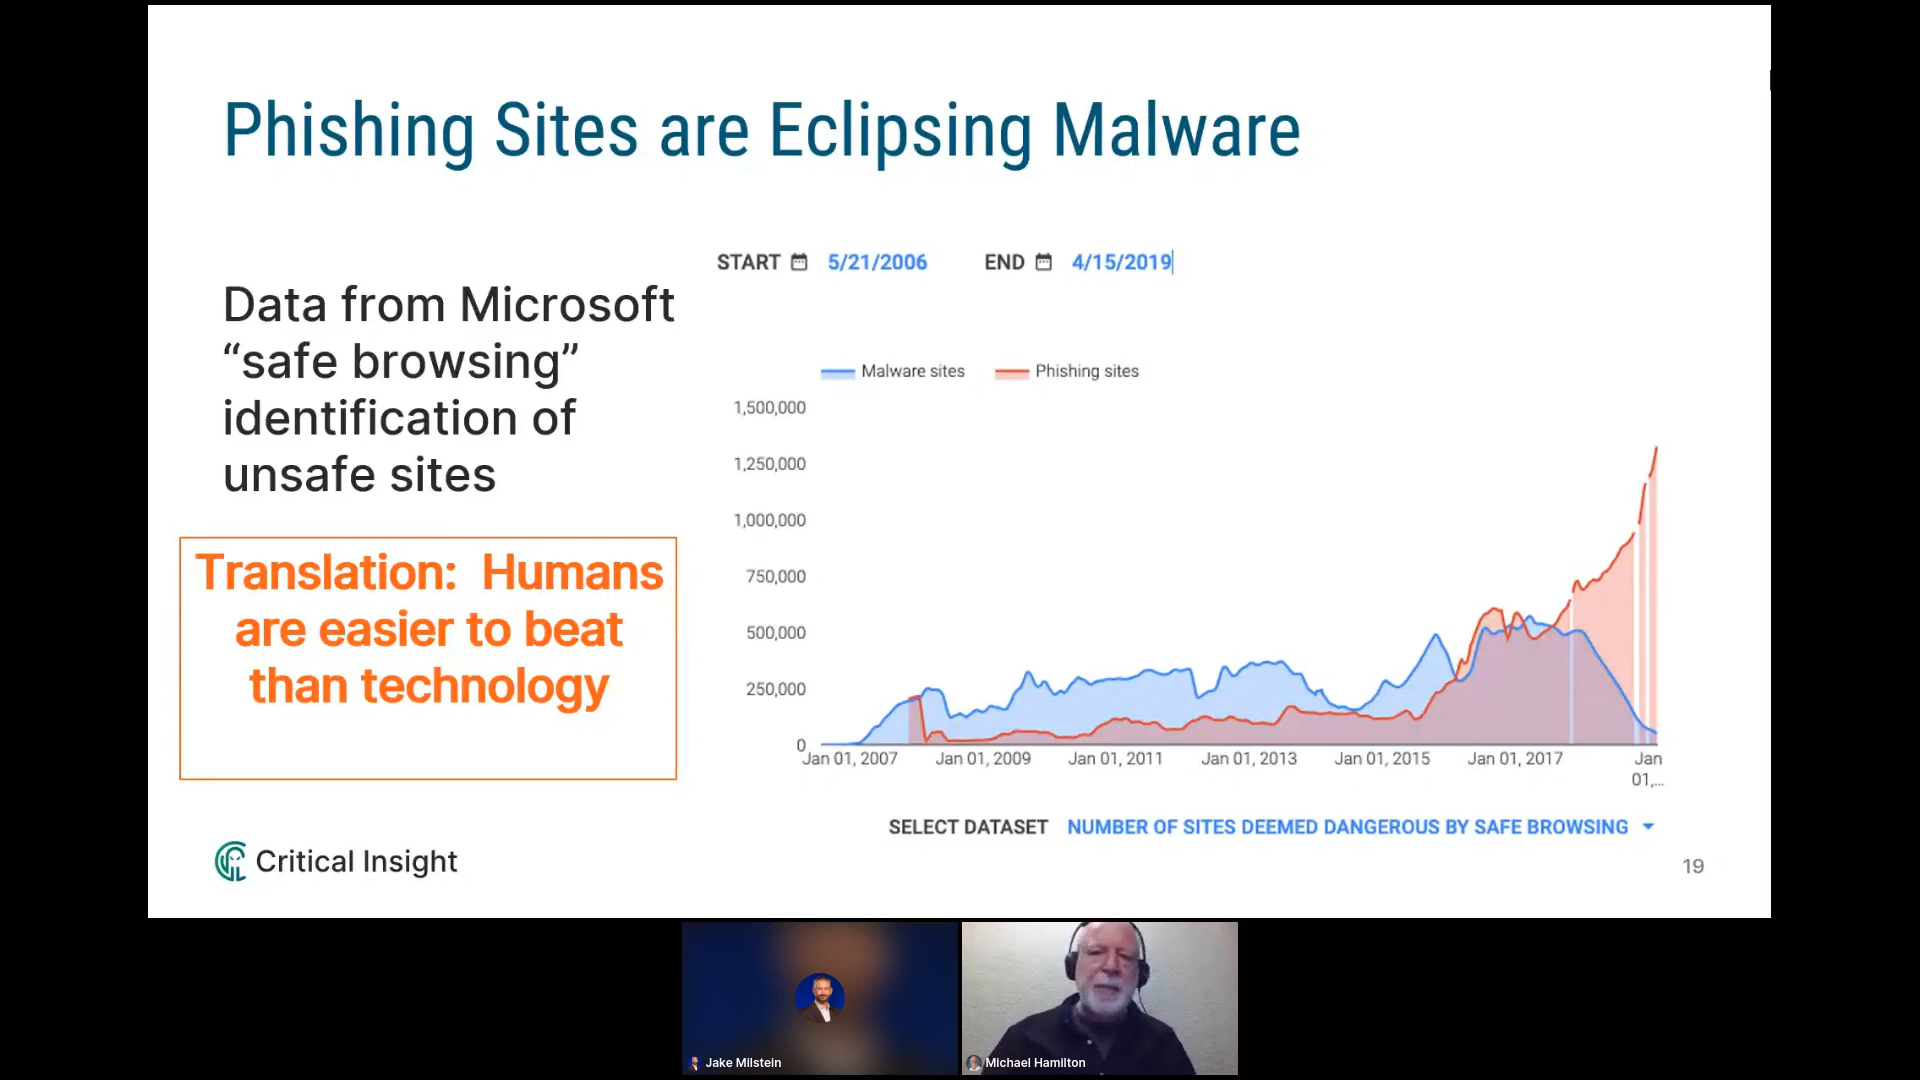 Phishing Sites are Eclipsing Malware
START 5/21/2006 END 4/15/2019
Data from Microsoft
“safe browsing”
identification of
unsafe sites
Translation: Humans
are easier to beat
than technology
Malware sites Phishing sites
1,500,000
1,250,000
1,000,000
750,000
500,000
250,000
0
Jan 01, 2007 Jan 01, 2009 Jan 01, 2011 Jan 01, 2013 Jan 01, 2015 Jan 01, 2017 Jan
01,...
SELECT DATASET NUMBER OF SITES DEEMED DANGEROUS BY SAFE BROWSING
Critical Insight
19
Jake Milstein
Michael Hamilton